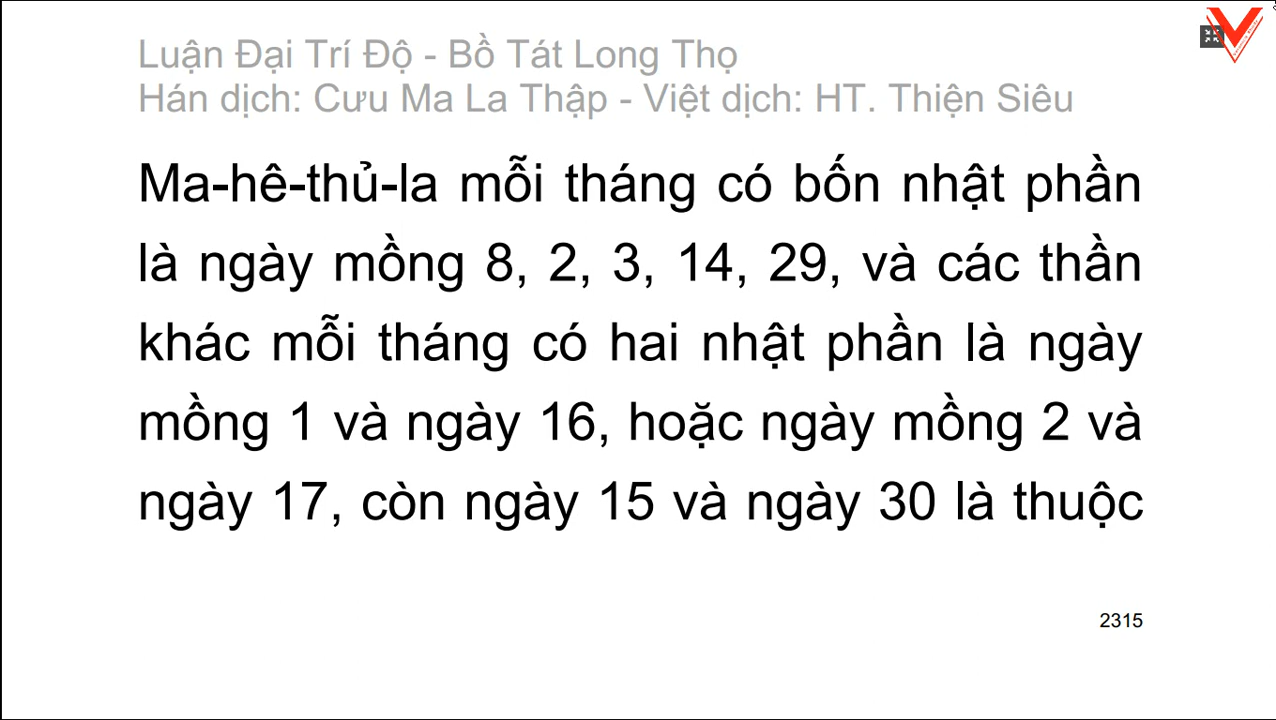 Luận Đại Trí Độ - Bồ Tát Long Thọ
Hán dịch: Cưu Ma La Thập - Việt dịch: HT. Thiện Siêu
Ma-hê-thủ-la mỗi tháng có bốn nhật phần
là ngày mồng 8, 2, 3, 14, 29, và các thần
khác mỗi tháng có hai nhật phần là ngày
mồng 1 và ngày 16, hoặc ngày mồng 2 và
ngày 17, còn ngày 15 và ngày 30 là thuộc
2315